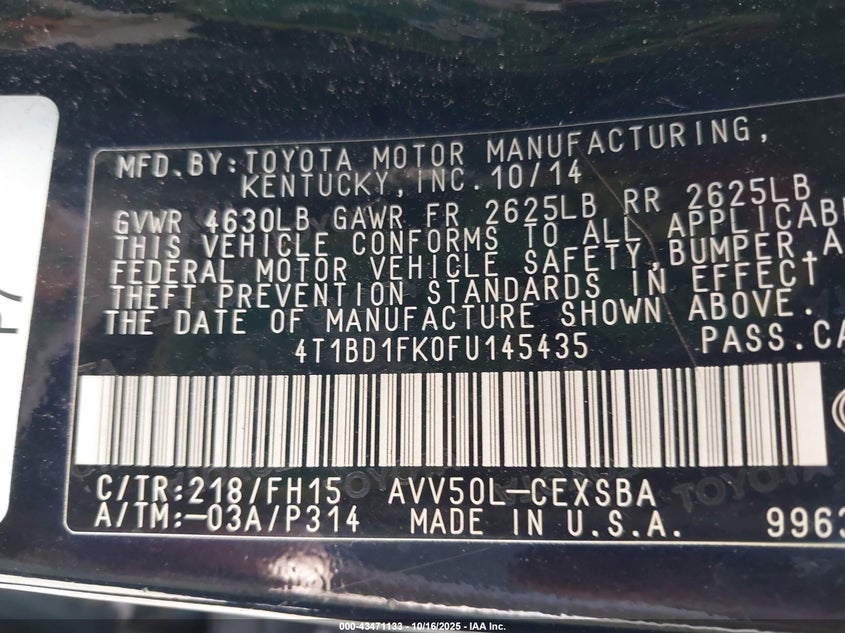 MFD.BY:TOYOTA MOTOR MANUFACTURING,
KENTUCKY,INC.10/14
GVWR 4630LB GAWR FR 2625LB RR 2625LB
THIS VEHICLE CONFORMS TO ALL APPLICABL
FEDERAL MOTOR VEHICLE SAFETY,BUMPER,A
THEFT PREVENTION STANDARDS IN EFFECT
THE DATE OF MANUFACTURE SHOWN ABOVE.
4T1BD1FK0FU145435 PASS.CA
C/TR:218/FH15 AVV50L-CEXSBA
A/TM:-03A/P314 MADE IN U.S.A. 9963
000-43471133 - 10/16/2025 - IAA Inc.